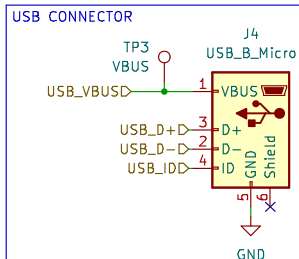 USB CONNECTOR
J4
USB_B_Micro
TP3
VBUS
USB_VBUS
1
VBUS
USB_D+
3
D+
USB_D-
2
D-
USB_ID
4
ID
GND
Shield
5
6
GND